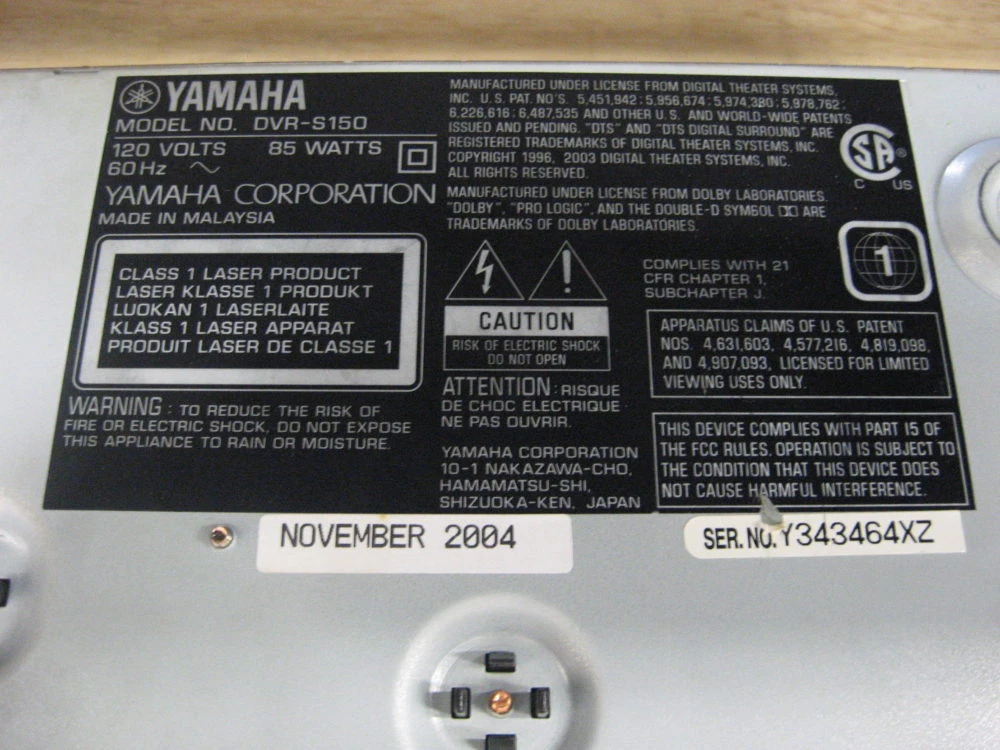 YAMAHA
MODEL NO. DVR-S150
120 VOLTS 85 WATTS
60Hz
YAMAHA CORPORATION
MADE IN MALAYSIA
CLASS 1 LASER PRODUCT
LASER KLASSE 1 PRODUKT
LUOKAN 1 LASERLAITE
KLASS 1 LASER APPARAT
PRODUIT LASER DE CLASSE 1
WARNING : TO REDUCE THE RISK OF
FIRE OR ELECTRIC SHOCK, DO NOT EXPOSE
THIS APPLIANCE TO RAIN OR MOISTURE.
MANUFACTURED UNDER LICENSE FROM DIGITAL THEATER SYSTEMS,
INC. U.S. PAT. NO'S. 5,451,942 ; 5,956,674 ; 5,974,380 ; 5,978,762 ;
6,226,616 ; 6,487,535 AND OTHER U.S. AND WORLD-WIDE PATENTS
ISSUED AND PENDING. "DTS" AND "DTS DIGITAL SURROUND" ARE
REGISTERED TRADEMARKS OF DIGITAL THEATER SYSTEMS, INC.
COPYRIGHT 1996, 2003 DIGITAL THEATER SYSTEMS, INC.
ALL RIGHTS RESERVED.
MANUFACTURED UNDER LICENSE FROM DOLBY LABORATORIES.
"DOLBY", "PRO LOGIC", AND THE DOUBLE-D SYMBOL ARE
TRADEMARKS OF DOLBY LABORATORIES.
SA®
C US
CAUTION
RISK OF ELECTRIC SHOCK
DO NOT OPEN
ATTENTION : RISQUE
DE CHOC ELECTRIQUE
NE PAS OUVRIR.
YAMAHA CORPORATION
10-1 NAKAZAWA-CHO,
HAMAMATSU-SHI,
SHIZUOKA-KEN, JAPAN
COMPLIES WITH 21
CFR CHAPTER 1,
SUBCHAPTER J.
1
APPARATUS CLAIMS OF U.S. PATENT
NOS. 4,631,603, 4,577,216, 4,819,098,
AND 4,907,093, LICENSED FOR LIMITED
VIEWING USES ONLY.
THIS DEVICE COMPLIES WITH PART 15 OF
THE FCC RULES. OPERATION IS SUBJECT TO
THE CONDITION THAT THIS DEVICE DOES
NOT CAUSE HARMFUL INTERFERENCE.
NOVEMBER 2004
SER. NO. Y343464XZ